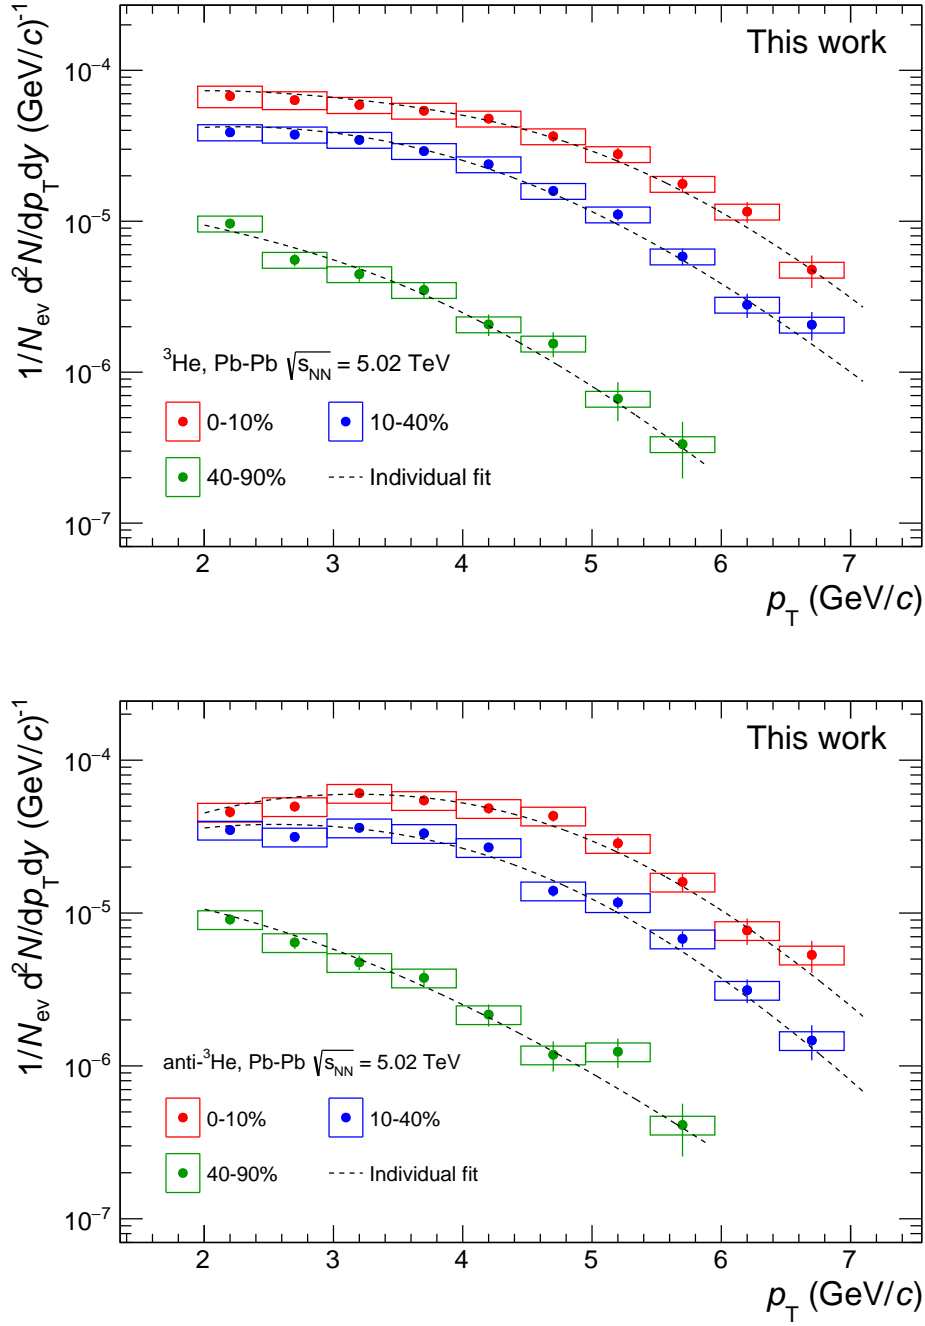 This work
1/N_ev d²N/dp_T dy (GeV/c)⁻¹
10⁻⁴
10⁻⁵
10⁻⁶
10⁻⁷
³He, Pb-Pb √s_NN = 5.02 TeV
0-10% 10-40%
40-90% Individual fit
2 3 4 5 6 7
p_T (GeV/c)
This work
1/N_ev d²N/dp_T dy (GeV/c)⁻¹
10⁻⁴
10⁻⁵
10⁻⁶
10⁻⁷
anti-³He, Pb-Pb √s_NN = 5.02 TeV
0-10% 10-40%
40-90% Individual fit
2 3 4 5 6 7
p_T (GeV/c)